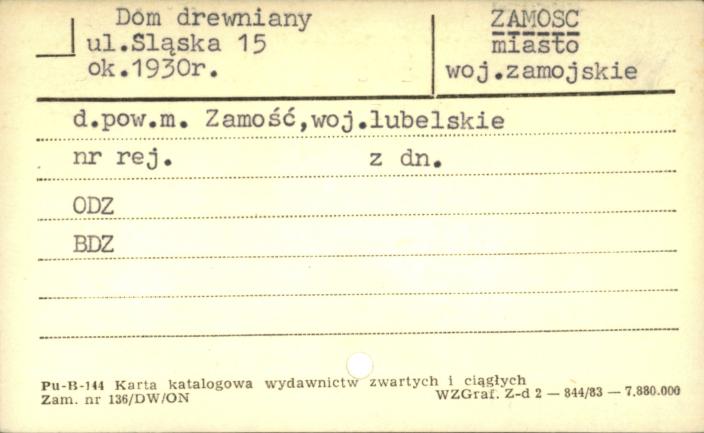 Dom drewniany
ul.Śląska 15
ok.1930r.
ZAMOŚC
miasto
woj.zamojskie
d.pow.m. Zamość,woj.lubelskie
nr rej. z dn.
ODZ
BDZ
Pu-B-144 Karta katalogowa wydawnictw zwartych i ciągłych
Zam. nr 136/DW/ON WZGraf. Z-d 2 — 844/83 — 7.880.000